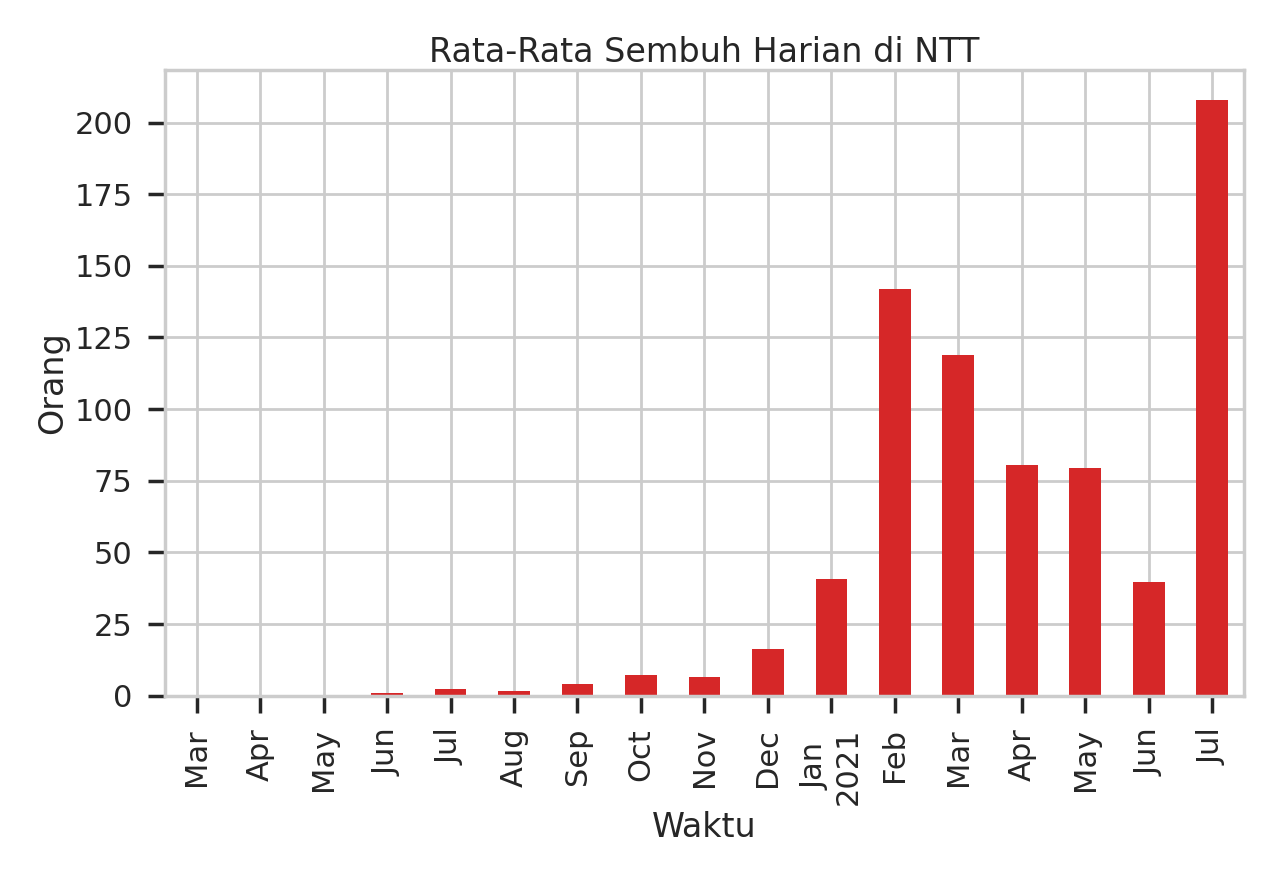 Rata-Rata Sembuh Harian di NTT
Orang
200
175
150
125
100
75
50
25
0
Mar
Apr
May
Jun
Jul
Aug
Sep
Oct
Nov
Dec
Jan
2021
Feb
Mar
Apr
May
Jun
Jul
Waktu